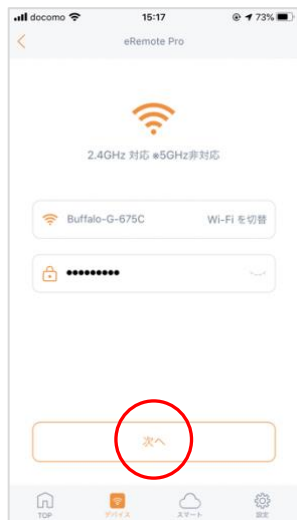 docomo 15:17 73%
eRemote Pro
2.4GHz 対応 ※5GHz非対応
Buffalo-G-675C Wi-Fi を切替
•••••••••
次へ
TOP デバイス スマート 設定